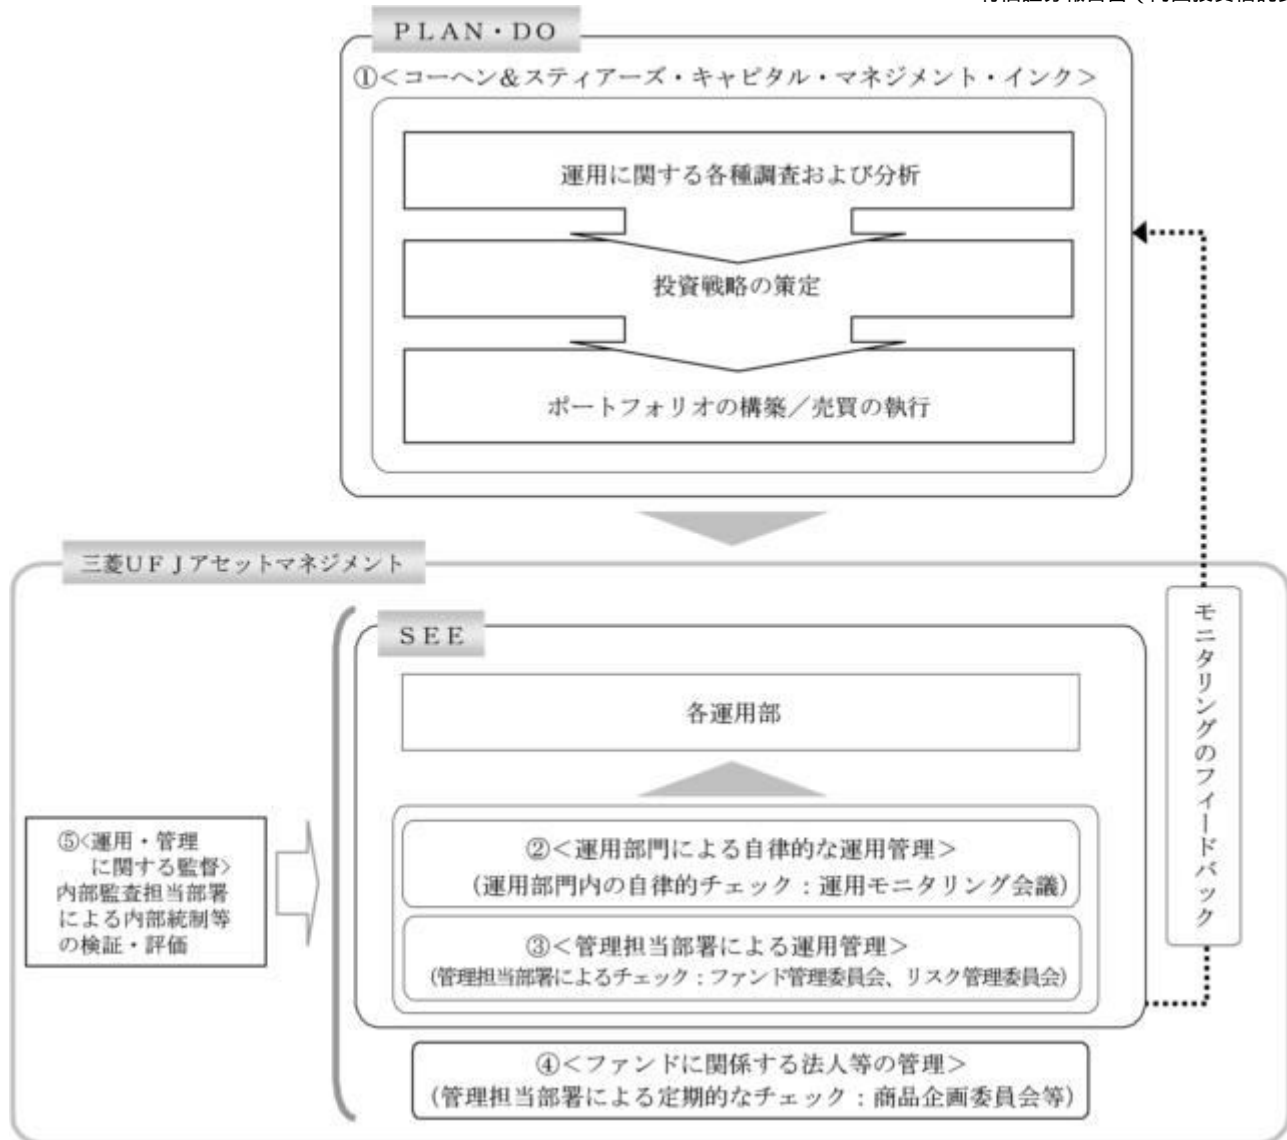 ＰＬＡＮ・ＤＯ
①＜コーヘン＆スティアーズ・キャピタル・マネジメント・インク＞
運用に関する各種調査および分析
投資戦略の策定
ポートフォリオの構築／売買の執行
三菱ＵＦＪアセットマネジメント
ＳＥＥ
各運用部
②＜運用部門による自律的な運用管理＞
（運用部門内の自律的チェック：運用モニタリング会議）
③＜管理担当部署による運用管理＞
（管理担当部署によるチェック：ファンド管理委員会、リスク管理委員会）
④＜ファンドに関係する法人等の管理＞
（管理担当部署による定期的なチェック：商品企画委員会等）
⑤＜運用・管理
に関する監督＞
内部監査担当部署
による内部統制等
の検証・評価
モニタリングのフィードバック